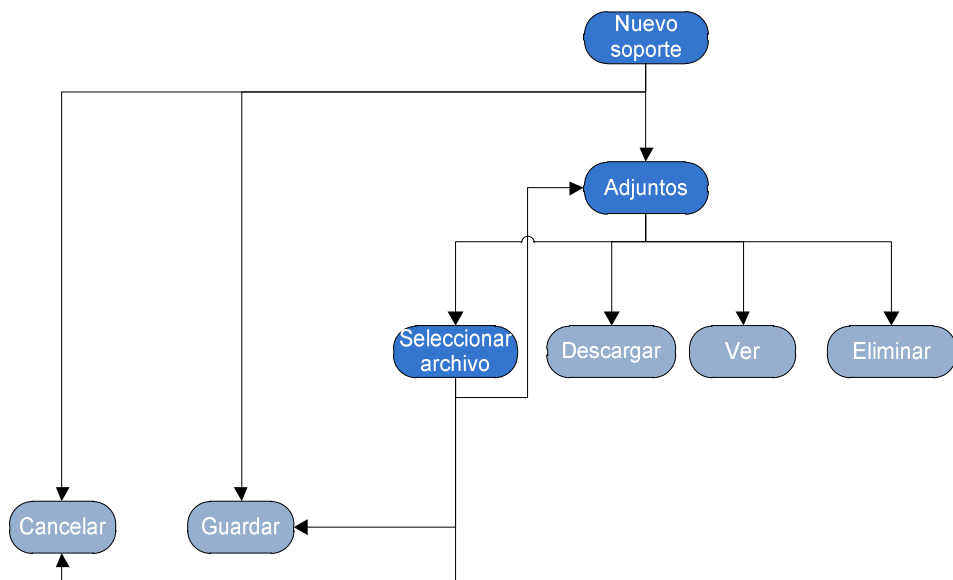 Nuevo
soporte
Adjuntos
Seleccionar
archivo
Descargar
Ver
Eliminar
Cancelar
Guardar